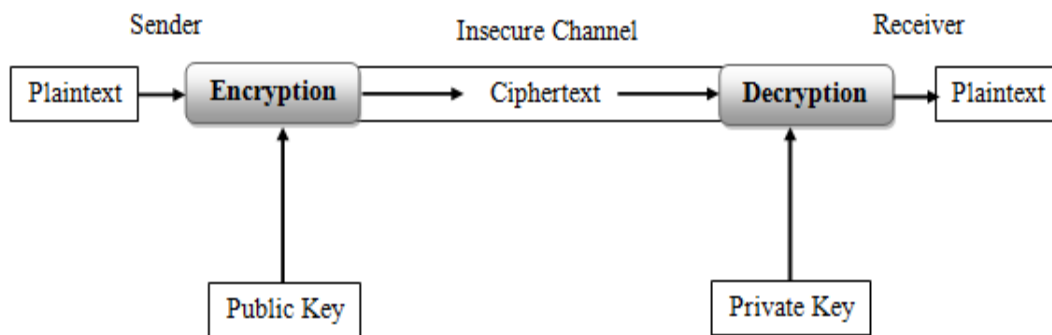 Sender
Insecure Channel
Receiver
Plaintext
Encryption
Ciphertext
Decryption
Plaintext
Public Key
Private Key